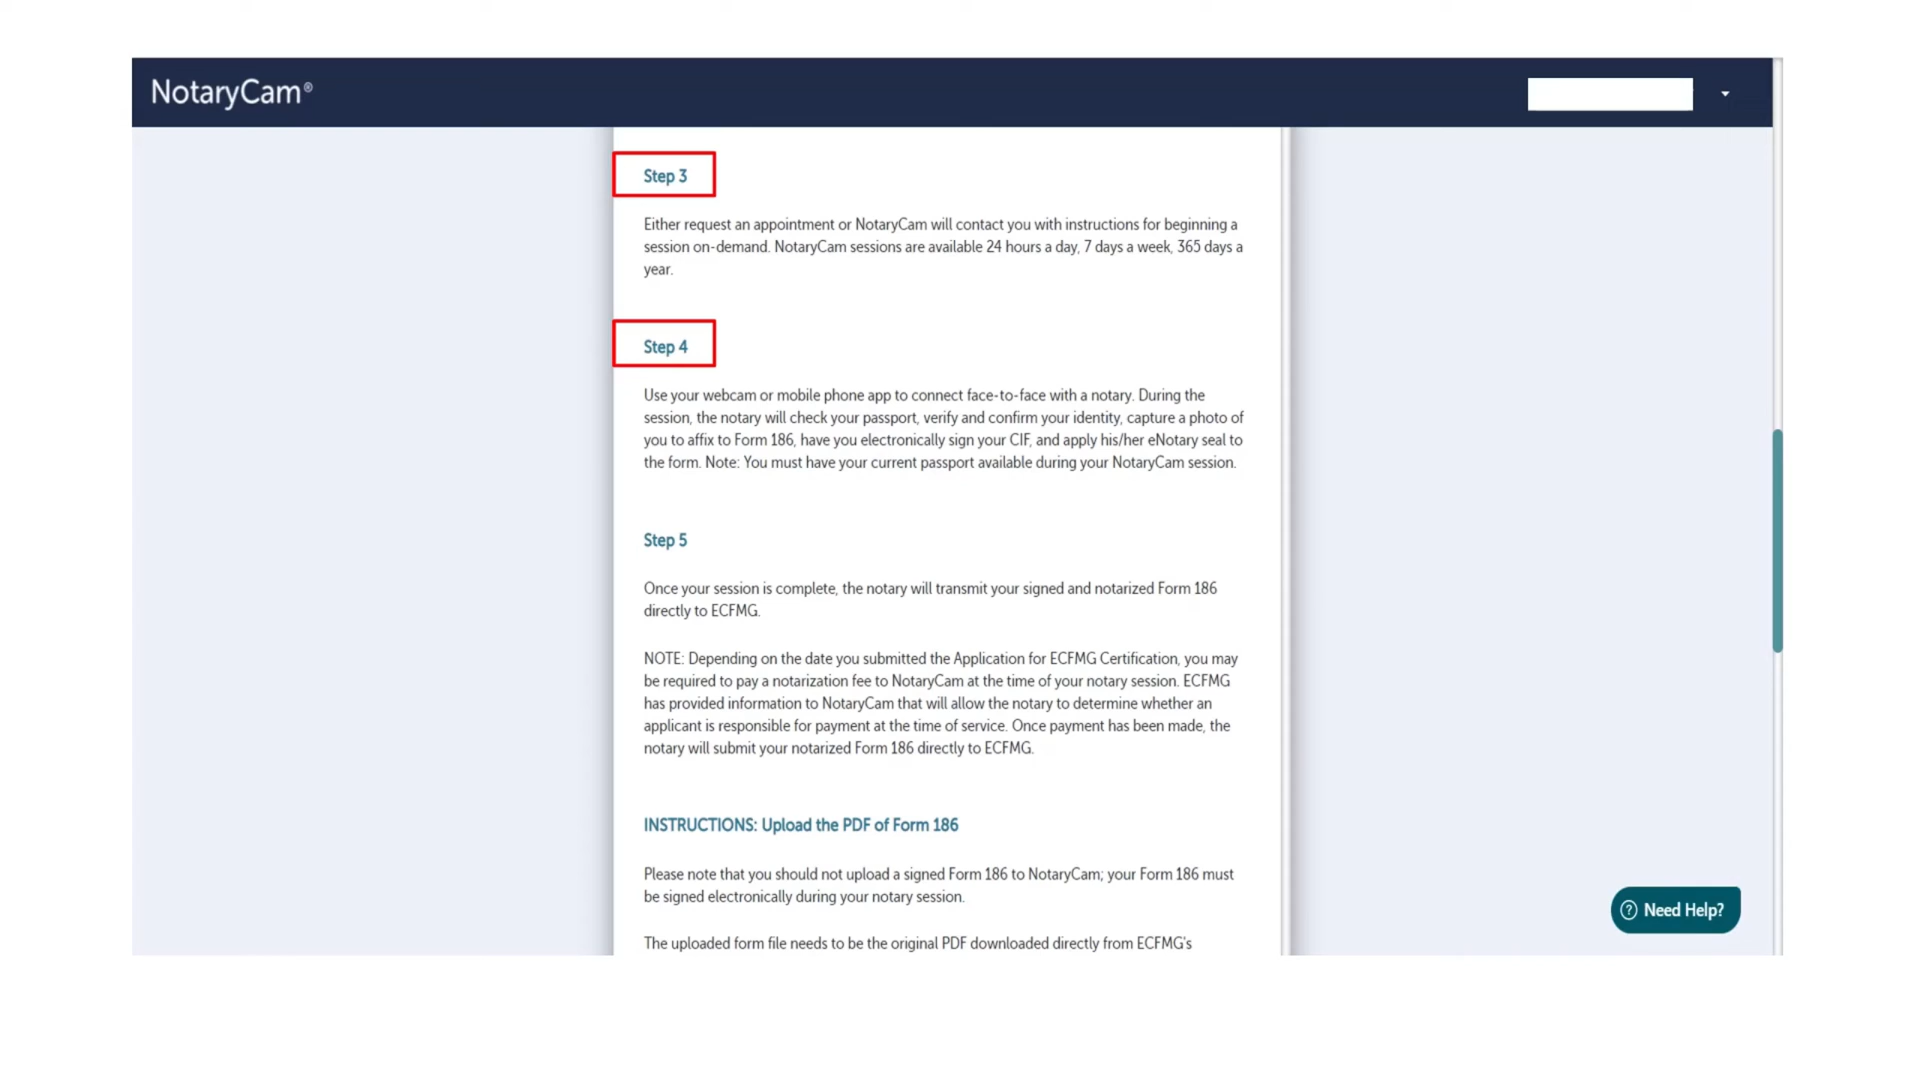 NotaryCam®
Step 3
Either request an appointment or NotaryCam will contact you with instructions for beginning a
session on-demand. NotaryCam sessions are available 24 hours a day, 7 days a week, 365 days a
year.
Step 4
Use your webcam or mobile phone app to connect face-to-face with a notary. During the
session, the notary will check your passport, verify and confirm your identity, capture a photo of
you to affix to Form 186, have you electronically sign your CIF, and apply his/her eNotary seal to
the form. Note: You must have your current passport available during your NotaryCam session.
Step 5
Once your session is complete, the notary will transmit your signed and notarized Form 186
directly to ECFMG.
NOTE: Depending on the date you submitted the Application for ECFMG Certification, you may
be required to pay a notarization fee to NotaryCam at the time of your notary session. ECFMG
has provided information to NotaryCam that will allow the notary to determine whether an
applicant is responsible for payment at the time of service. Once payment has been made, the
notary will submit your notarized Form 186 directly to ECFMG.
INSTRUCTIONS: Upload the PDF of Form 186
Please note that you should not upload a signed Form 186 to NotaryCam; your Form 186 must
be signed electronically during your notary session.
The uploaded form file needs to be the original PDF downloaded directly from ECFMG's
? Need Help?